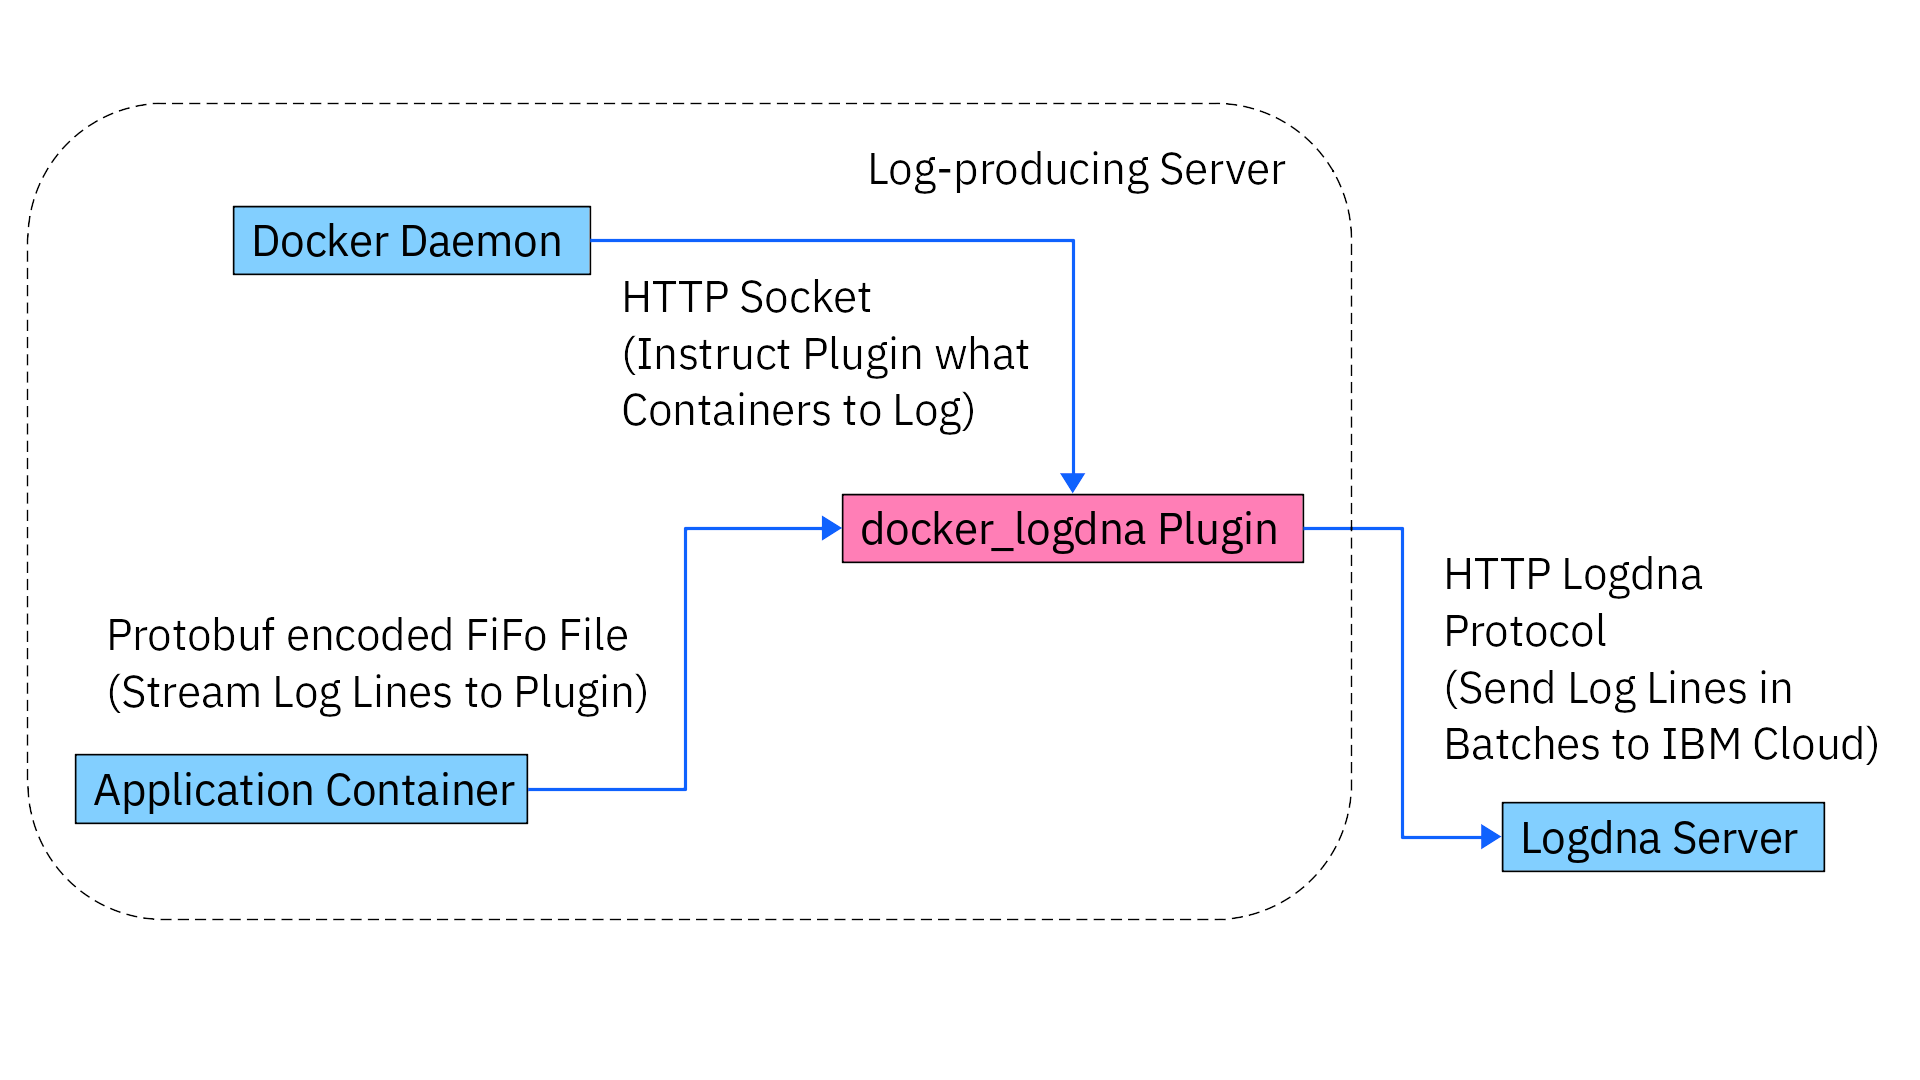 Log-producing Server
Docker Daemon
HTTP Socket
(Instruct Plugin what
Containers to Log)
docker_logdna Plugin
HTTP Logdna
Protocol
(Send Log Lines in
Batches to IBM Cloud)
Protobuf encoded FiFo File
(Stream Log Lines to Plugin)
Application Container
Logdna Server